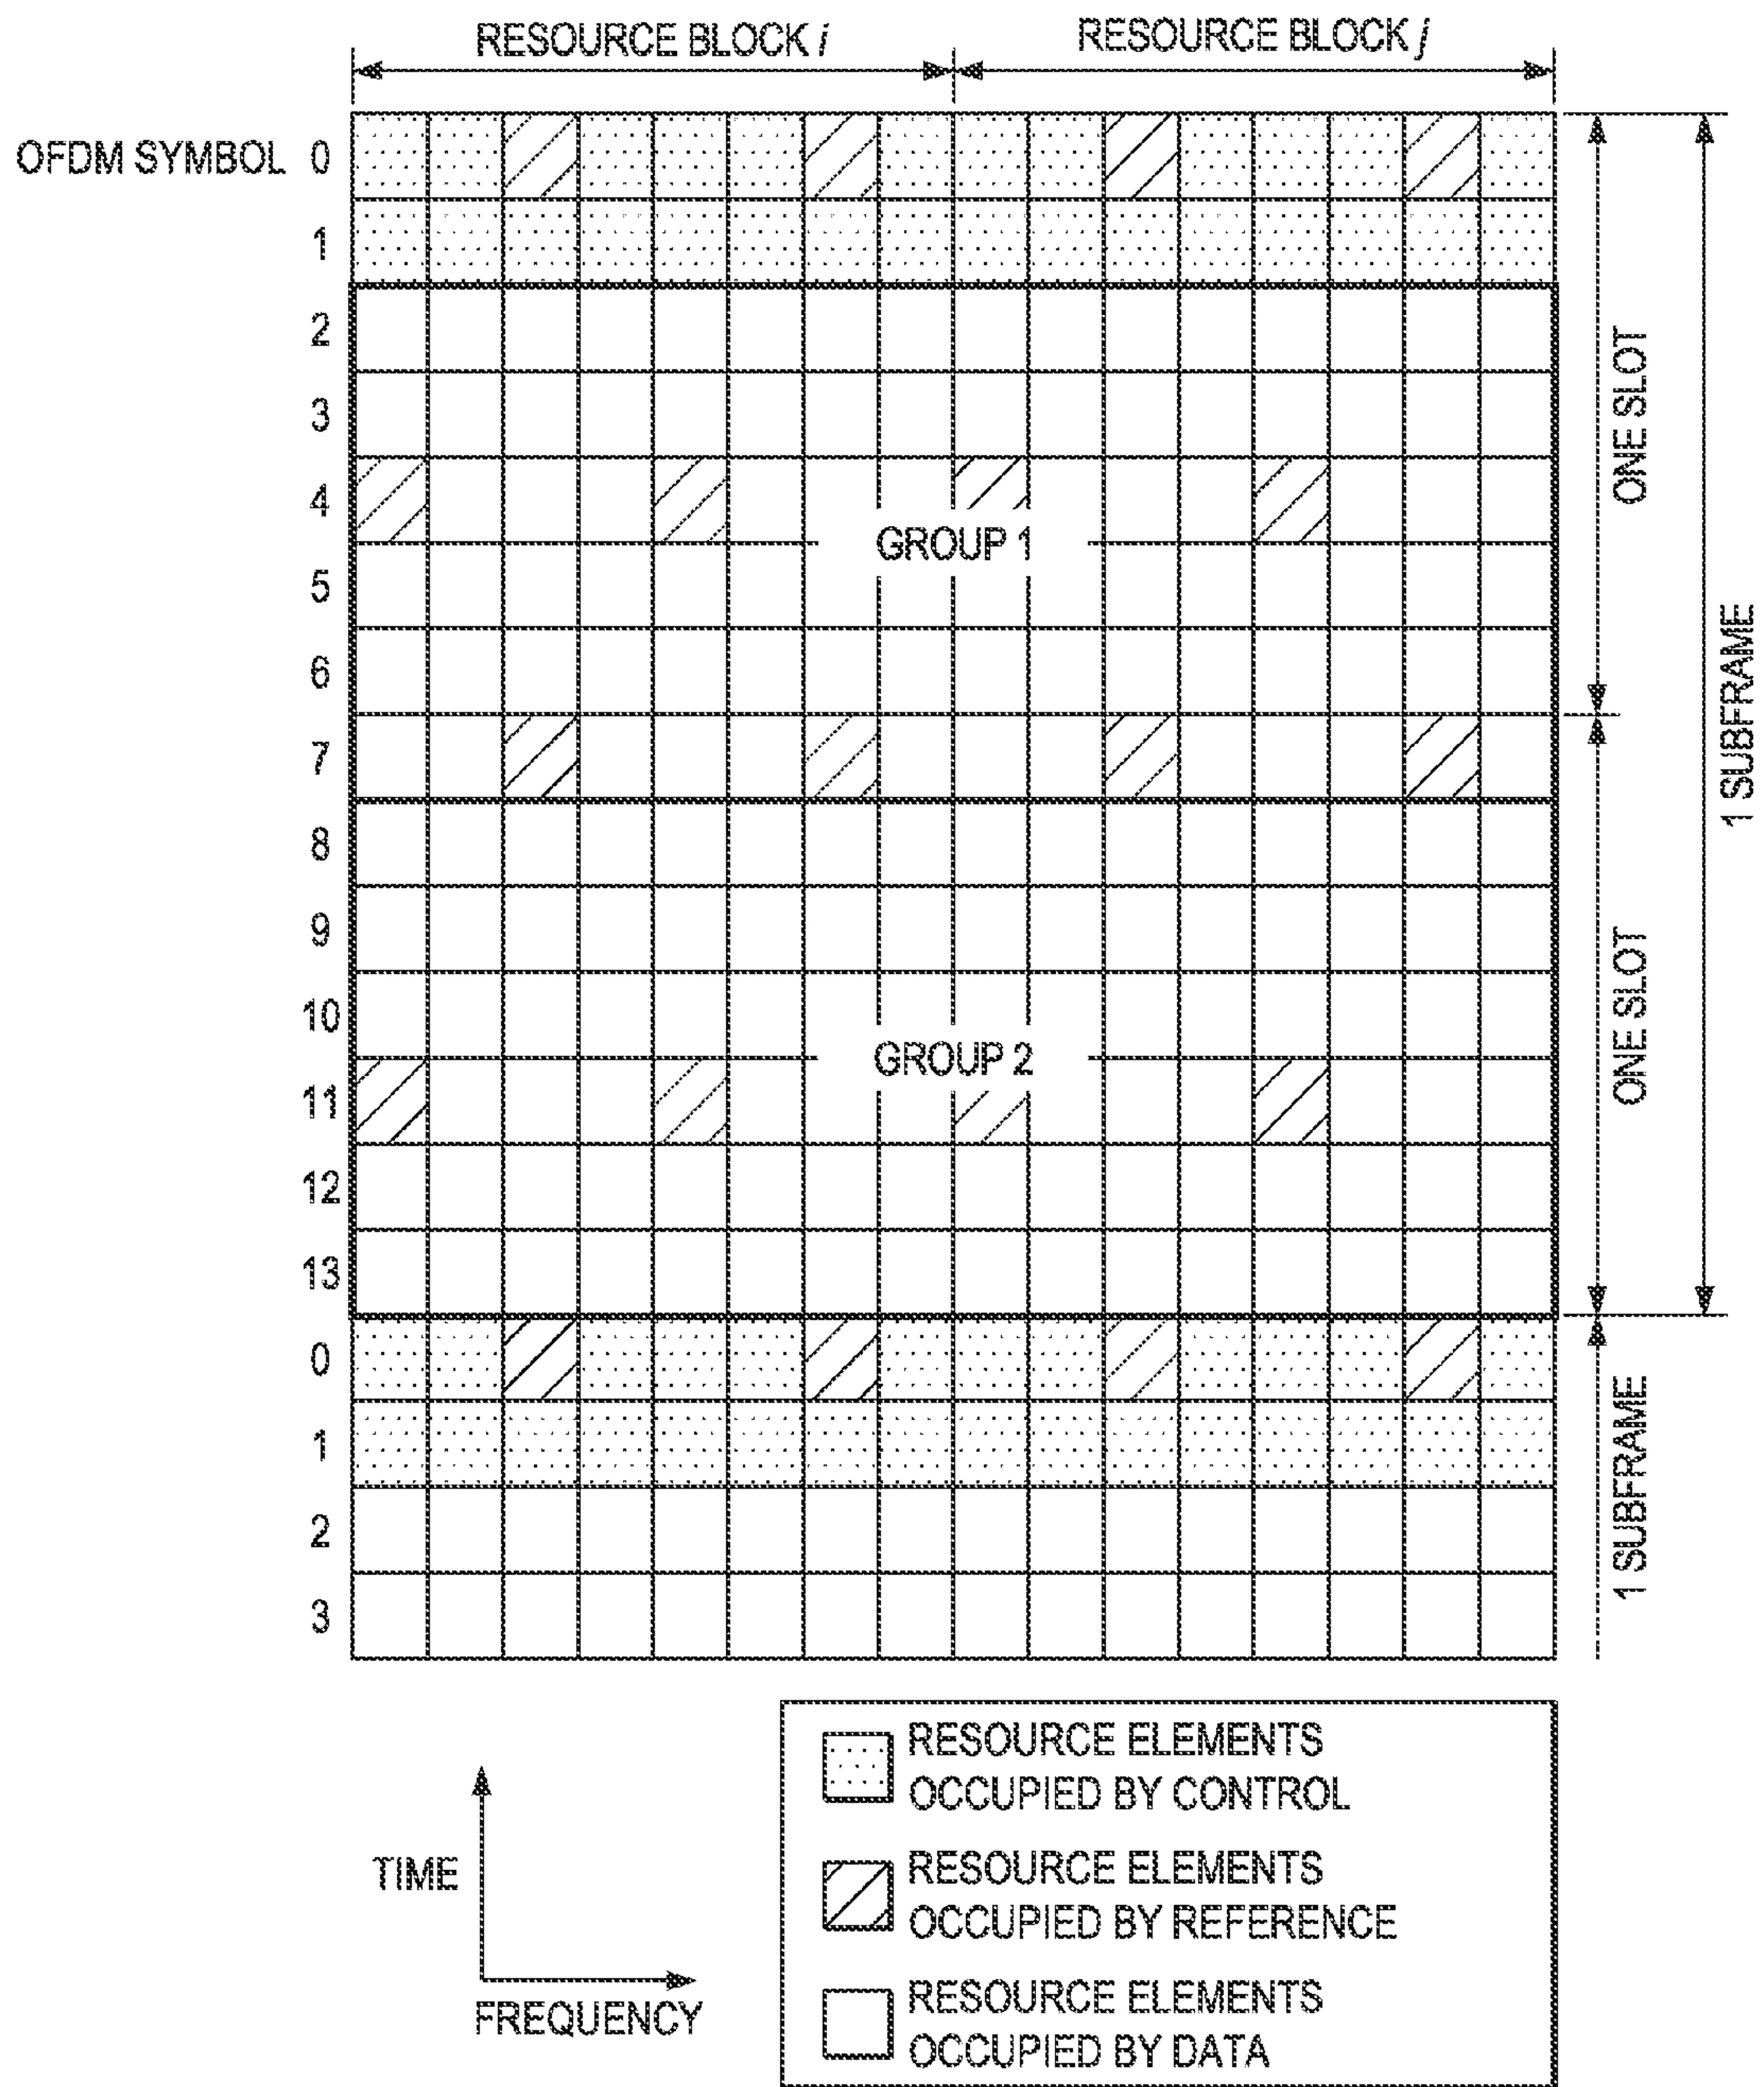 RESOURCE BLOCK i
RESOURCE BLOCK j
OFDM SYMBOL 0
1
2
3
4
5
6
7
8
9
10
11
12
13
0
1
2
3
GROUP 1
GROUP 2
ONE SLOT
ONE SLOT
1 SUBFRAME
1 SUBFRAME
TIME
FREQUENCY
RESOURCE ELEMENTS
OCCUPIED BY CONTROL
RESOURCE ELEMENTS
OCCUPIED BY REFERENCE
RESOURCE ELEMENTS
OCCUPIED BY DATA